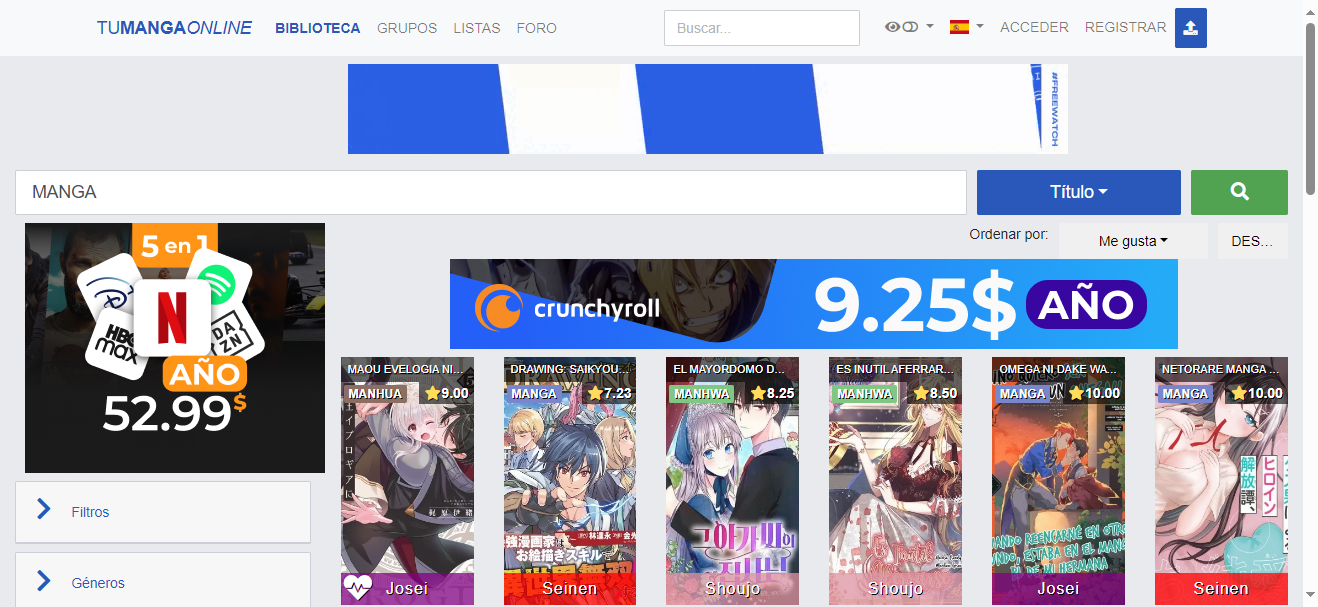 TUMANGAONLINE BIBLIOTECA GRUPOS LISTAS FORO Buscar... ACCEDER REGISTRAR
#FREEWATCH
MANGA Título
Ordenar por: Me gusta DES...
5 en 1
HBO max
N
DA
ZN
AÑO
52.99$
crunchyroll 9.25$ AÑO
MAOU EVELOGIA NI...
MANHUA 9.00
Josei
DRAWING: SAIKYOU...
MANGA 7.23
強漫画家は
お絵描きスキル
Seinen
EL MAYORDOMO D...
MANHWA 8.25
Shoujo
ES INUTIL AFERRAR...
MANHWA 8.50
Shoujo
OMEGA NI DAKE WA...
MANGA 10.00
Josei
NETORARE MANGA ...
MANGA 10.00
ヒロイン
解放譚、
Seinen
Filtros
Géneros